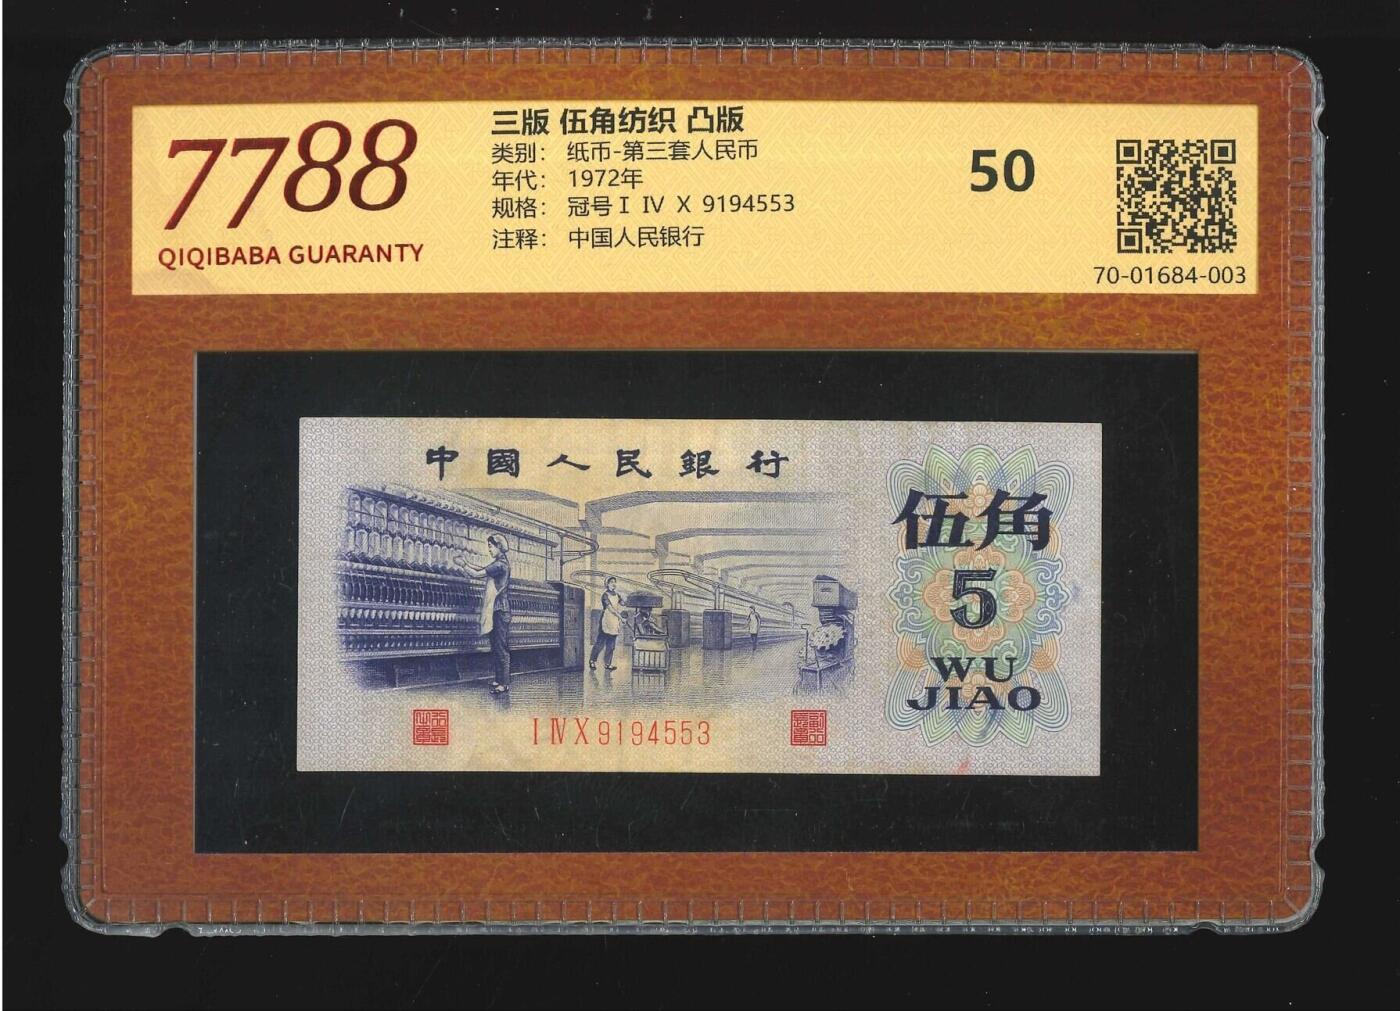 7788
QIQIBABA GUARANTY
三版 伍角纺织 凸版
类别： 纸币-第三套人民币
年代： 1972年
规格： 冠号 I IV X 9194553
注释： 中国人民银行
50
70-01684-003
中國人民銀行
伍角
5
WU
JIAO
I IV X 9194553